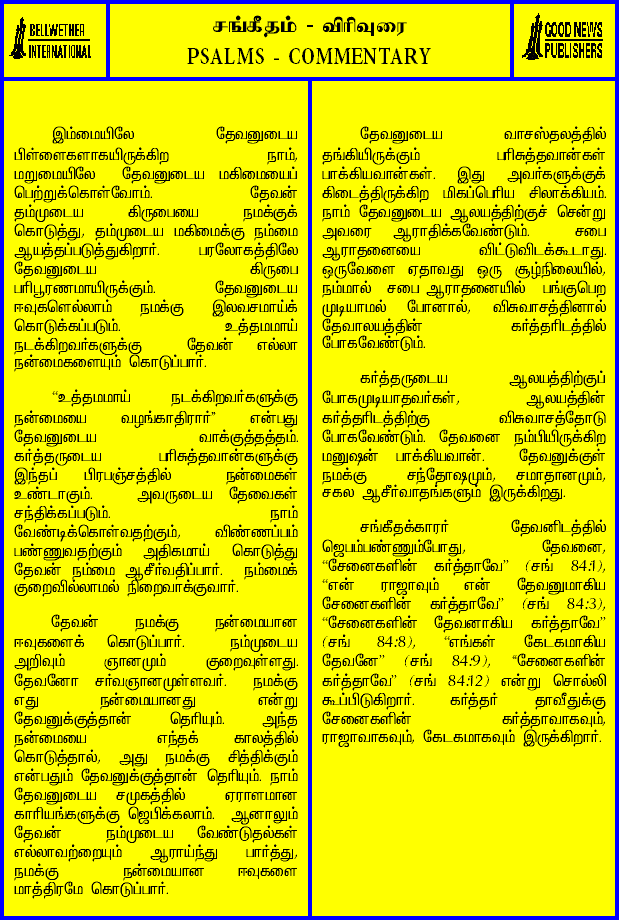 BELLWETHER
INTERNATIONAL
சங்கீதம் - விரிவுரை
PSALMS - COMMENTARY
GOOD NEWS
PUBLISHERS
இம்மையிலே தேவனுடைய
பிள்ளைகளாகயிருக்கிற நாம்,
மறுமையிலே தேவனுடைய மகிமையைப்
பெற்றுக்கொள்வோம். தேவன்
தம்முடைய கிருபையை நமக்குக்
கொடுத்து, தம்முடைய மகிமைக்கு நம்மை
ஆயத்தப்படுத்துகிறார். பரலோகத்திலே
தேவனுடைய கிருபை
பரிபூரணமாயிருக்கும். தேவனுடைய
ஈவுகளெல்லாம் நமக்கு இலவசமாய்க்
கொடுக்கப்படும். உத்தமமாய்
நடக்கிறவர்களுக்கு தேவன் எல்லா
நன்மைகளையும் கொடுப்பார்.
“உத்தமமாய் நடக்கிறவர்களுக்கு
நன்மையை வழங்காதிரார்” என்பது
தேவனுடைய வாக்குத்தத்தம்.
கர்த்தருடைய பரிசுத்தவான்களுக்கு
இந்தப் பிரபஞ்சத்தில் நன்மைகள்
உண்டாகும். அவருடைய தேவைகள்
சந்திக்கப்படும். நாம்
வேண்டிக்கொள்வதற்கும், விண்ணப்பம்
பண்ணுவதற்கும் அதிகமாய் கொடுத்து
தேவன் நம்மை ஆசீர்வதிப்பார். நம்மைக்
குறைவில்லாமல் நிறைவாக்குவார்.
தேவன் நமக்கு நன்மையான
ஈவுகளைக் கொடுப்பார். நம்முடைய
அறிவும் ஞானமும் குறைவுள்ளது.
தேவனோ சர்வஞானமுள்ளவர். நமக்கு
எது நன்மையானது என்று
தேவனுக்குத்தான் தெரியும். அந்த
நன்மையை எந்தக் காலத்தில்
கொடுத்தால், அது நமக்கு சித்திக்கும்
என்பதும் தேவனுக்குத்தான் தெரியும். நாம்
தேவனுடைய சமுகத்தில் ஏராளமான
காரியங்களுக்கு ஜெபிக்கலாம். ஆனாலும்
தேவன் நம்முடைய வேண்டுதல்கள்
எல்லாவற்றையும் ஆராய்ந்து பார்த்து,
நமக்கு நன்மையான ஈவுகளை
மாத்திரமே கொடுப்பார்.
தேவனுடைய வாசஸ்தலத்தில்
தங்கியிருக்கும் பரிசுத்தவான்கள்
பாக்கியவான்கள். இது அவர்களுக்குக்
கிடைத்திருக்கிற மிகப்பெரிய சிலாக்கியம்.
நாம் தேவனுடைய ஆலயத்திற்குச் சென்று
அவரை ஆராதிக்கவேண்டும். சபை
ஆராதனையை விட்டுவிடக்கூடாது.
ஒருவேளை ஏதாவது ஒரு சூழ்நிலையில்,
நம்மால் சபை ஆராதனையில் பங்குபெற
முடியாமல் போனால், விசுவாசத்தினால்
தேவாலயத்தின் கர்த்தரிடத்தில்
போகவேண்டும்.
கர்த்தருடைய ஆலயத்திற்குப்
போகமுடியாதவர்கள், ஆலயத்தின்
கர்த்தரிடத்திற்கு விசுவாசத்தோடு
போகவேண்டும். தேவனை நம்பியிருக்கிற
மனுஷன் பாக்கியவான். தேவனுக்குள்
நமக்கு சந்தோஷமும், சமாதானமும்,
சகல ஆசீர்வாதங்களும் இருக்கிறது.
சங்கீதக்காரர் தேவனிடத்தில்
ஜெபம்பண்ணும்போது, தேவனை,
“சேனைகளின் கர்த்தாவே” (சங் 84:1),
“என் ராஜாவும் என் தேவனுமாகிய
சேனைகளின் கர்த்தாவே” (சங் 84:3),
“சேனைகளின் தேவனாகிய கர்த்தாவே”
(சங் 84:8), “எங்கள் கேடகமாகிய
தேவனே” (சங் 84:9), “சேனைகளின்
கர்த்தாவே” (சங் 84:12) என்று சொல்லி
கூப்பிடுகிறார். கர்த்தர் தாவீதுக்கு
சேனைகளின் கர்த்தாவாகவும்,
ராஜாவாகவும், கேடகமாகவும் இருக்கிறார்.